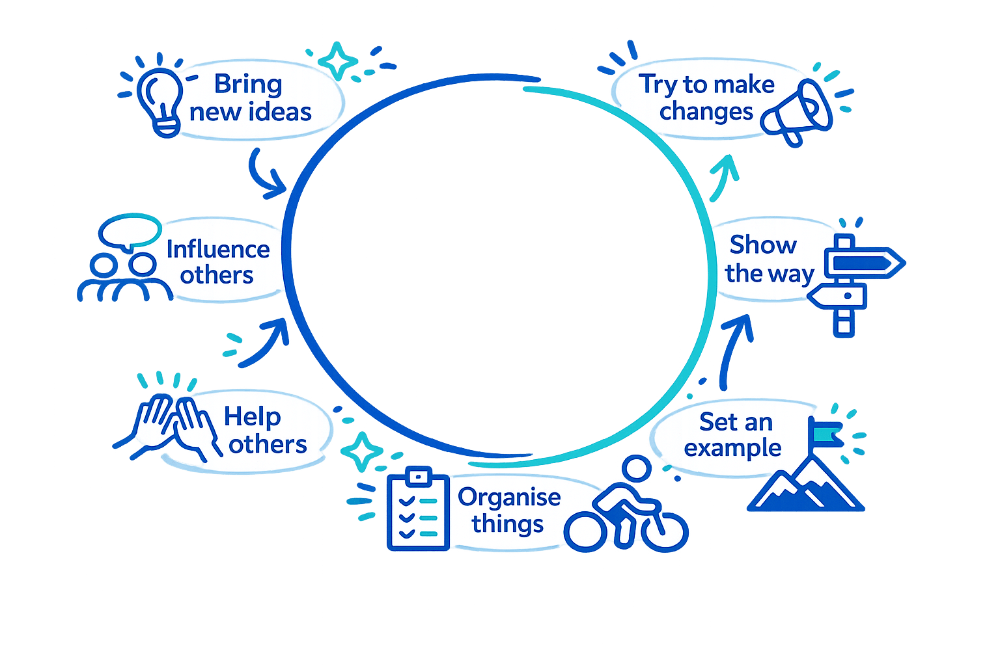 Bring
new ideas
Try to make
changes
Influence
others
Show
the way
Help
others
Set an
example
Organise
things